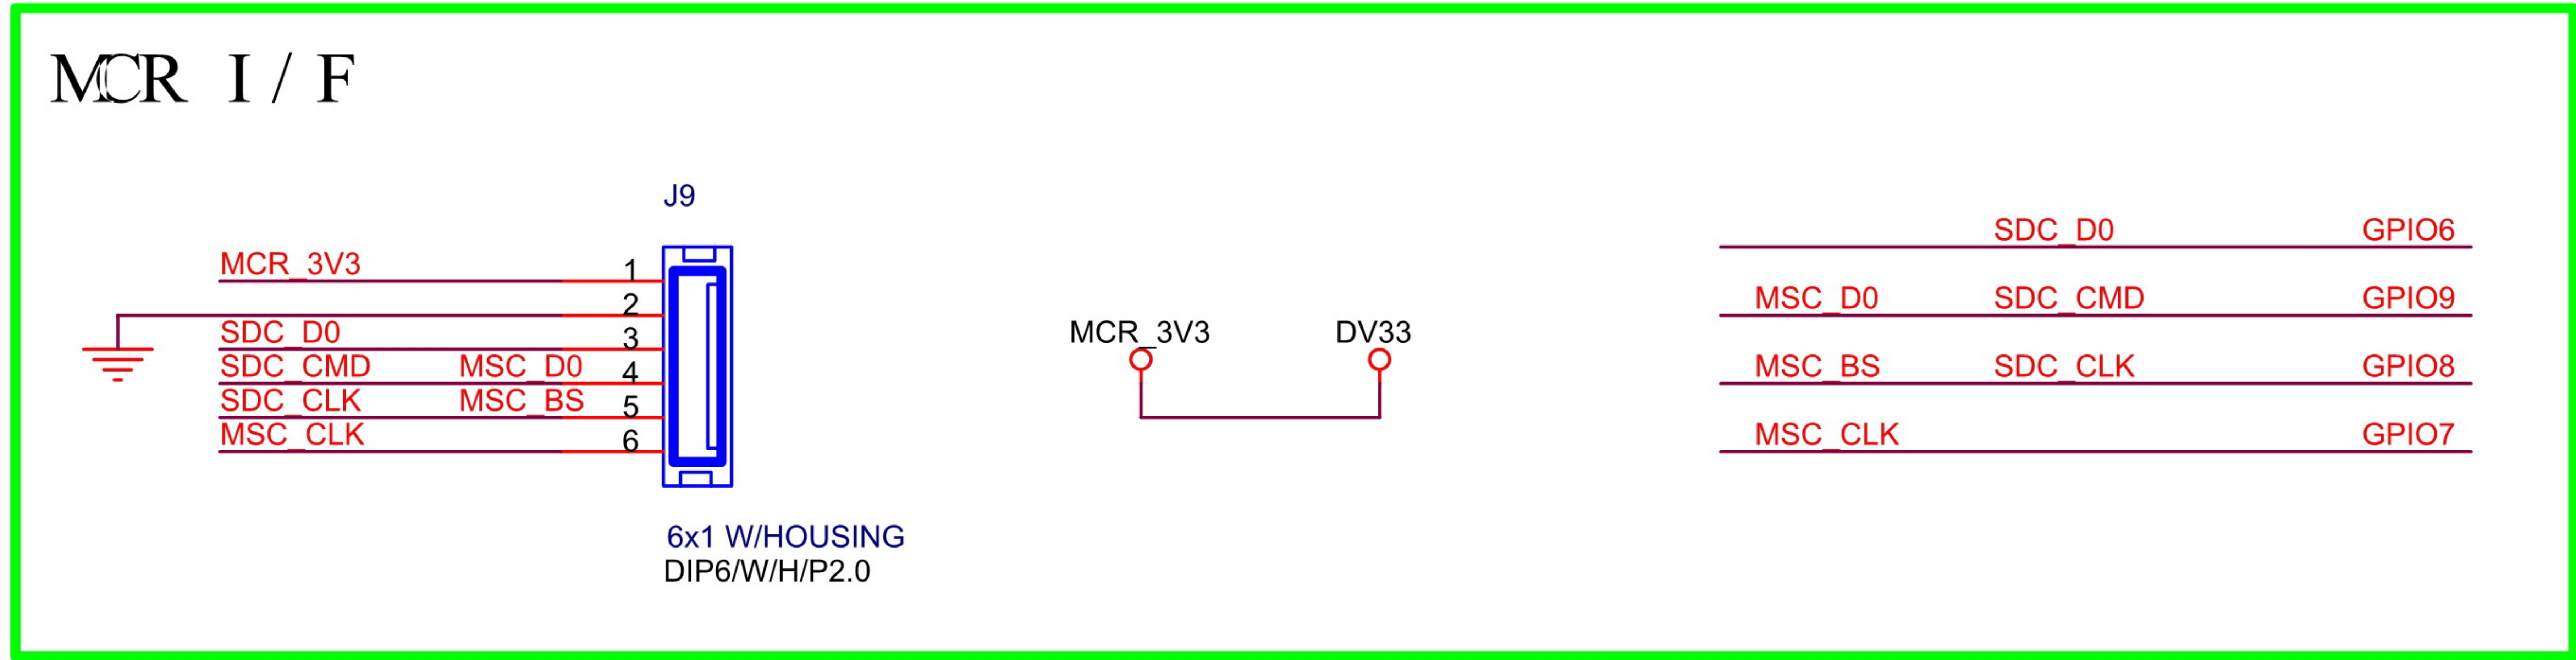 MCR I / F
J9
MCR_3V3 1
2
SDC_D0 3
SDC_CMD MSC_D0 4
SDC_CLK MSC_BS 5
MSC_CLK 6
6x1 W/HOUSING
DIP6/W/H/P2.0
MCR_3V3 DV33
SDC_D0 GPIO6
MSC_D0 SDC_CMD GPIO9
MSC_BS SDC_CLK GPIO8
MSC_CLK GPIO7